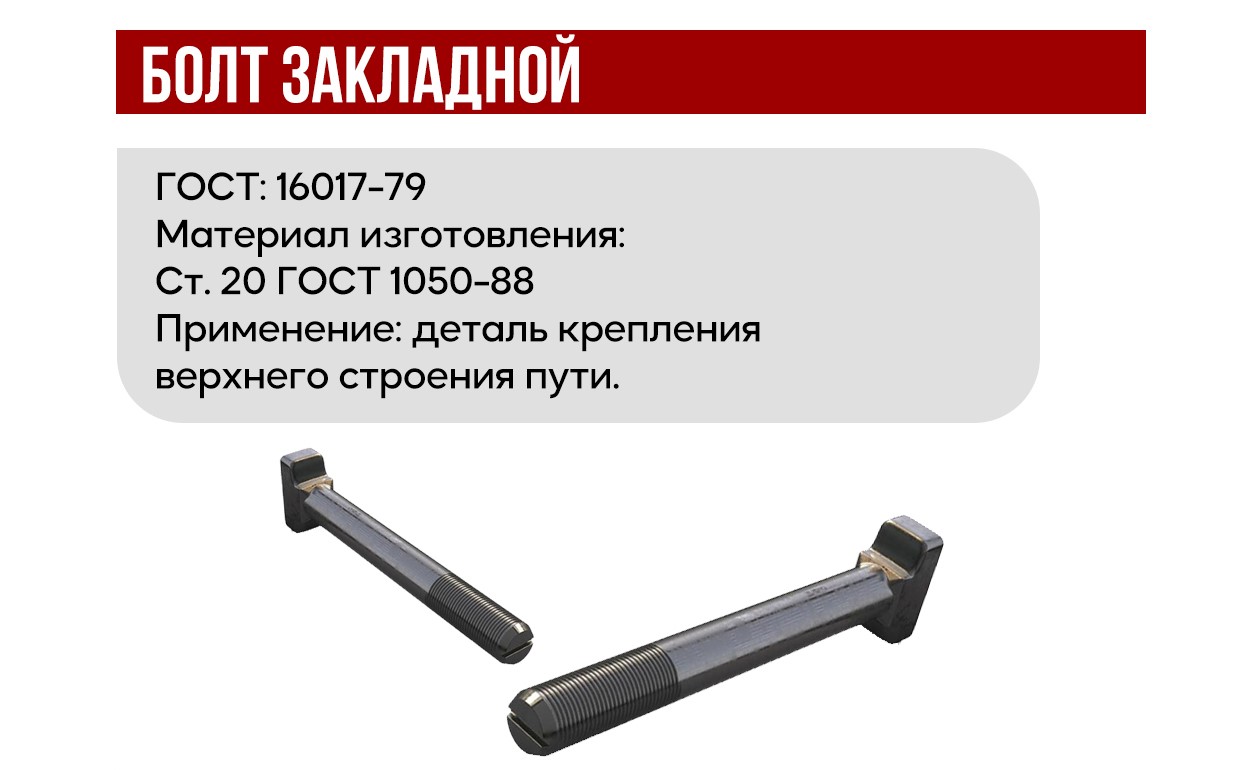 БОЛТ ЗАКЛАДНОЙ
ГОСТ: 16017-79
Материал изготовления:
Ст. 20 ГОСТ 1050-88
Применение: деталь крепления
верхнего строения пути.